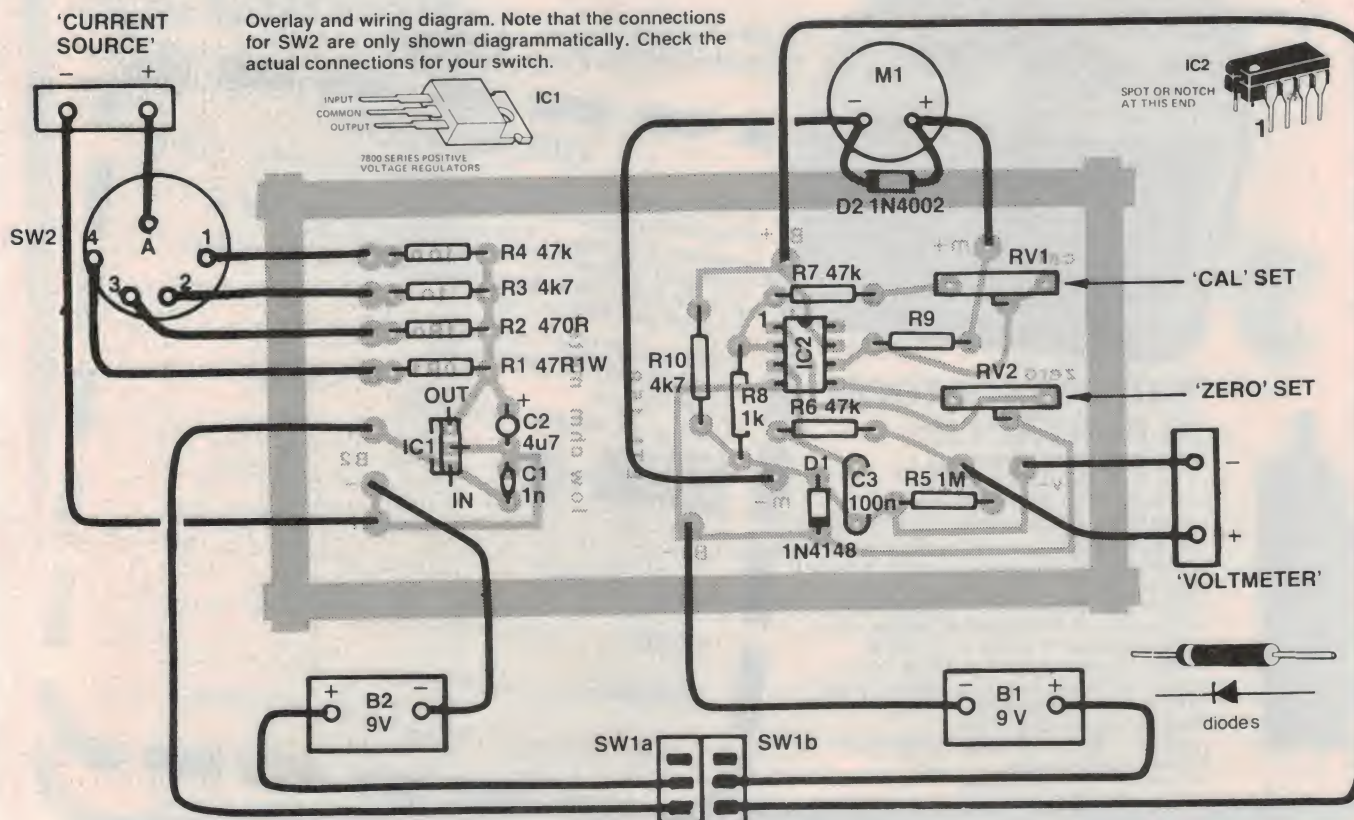 'CURRENT
SOURCE'
- +
Overlay and wiring diagram. Note that the connections
for SW2 are only shown diagrammatically. Check the
actual connections for your switch.
INPUT
COMMON
OUTPUT
IC1
7800 SERIES POSITIVE
VOLTAGE REGULATORS
M1
- +
D2 1N4002
IC2
SPOT OR NOTCH
AT THIS END
1
SW2
A
4
1
3
2
R4 47k
R3 4k7
R2 470R
R1 47R1W
OUT
IC1
IN
+
C2
4u7
C1
1n
B2
-
B+
m+
R7 47k
RV1
'CAL' SET
1
IC2
R9
R10
4k7
R8
1k
RV2
zero
'ZERO' SET
R6 47k
D1
1N4148
C3
100n
R5 1M
m-
-
+
'VOLTMETER'
+ -
B2
9V
- +
B1
9 V
SW1a
SW1b
diodes